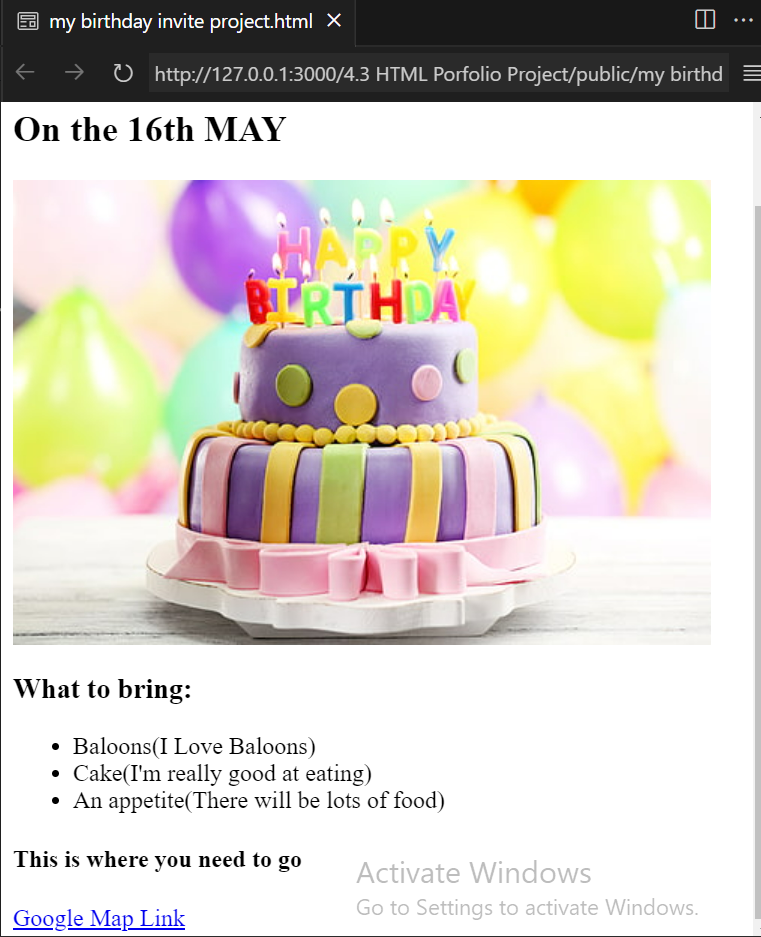 my birthday invite project.html
http://127.0.0.1:3000/4.3 HTML Porfolio Project/public/my birthd
On the 16th MAY
HAPPY
BIRTHDAY
What to bring:
Baloons(I Love Baloons)
Cake(I'm really good at eating)
An appetite(There will be lots of food)
This is where you need to go
Activate Windows
Go to Settings to activate Windows.
Google Map Link